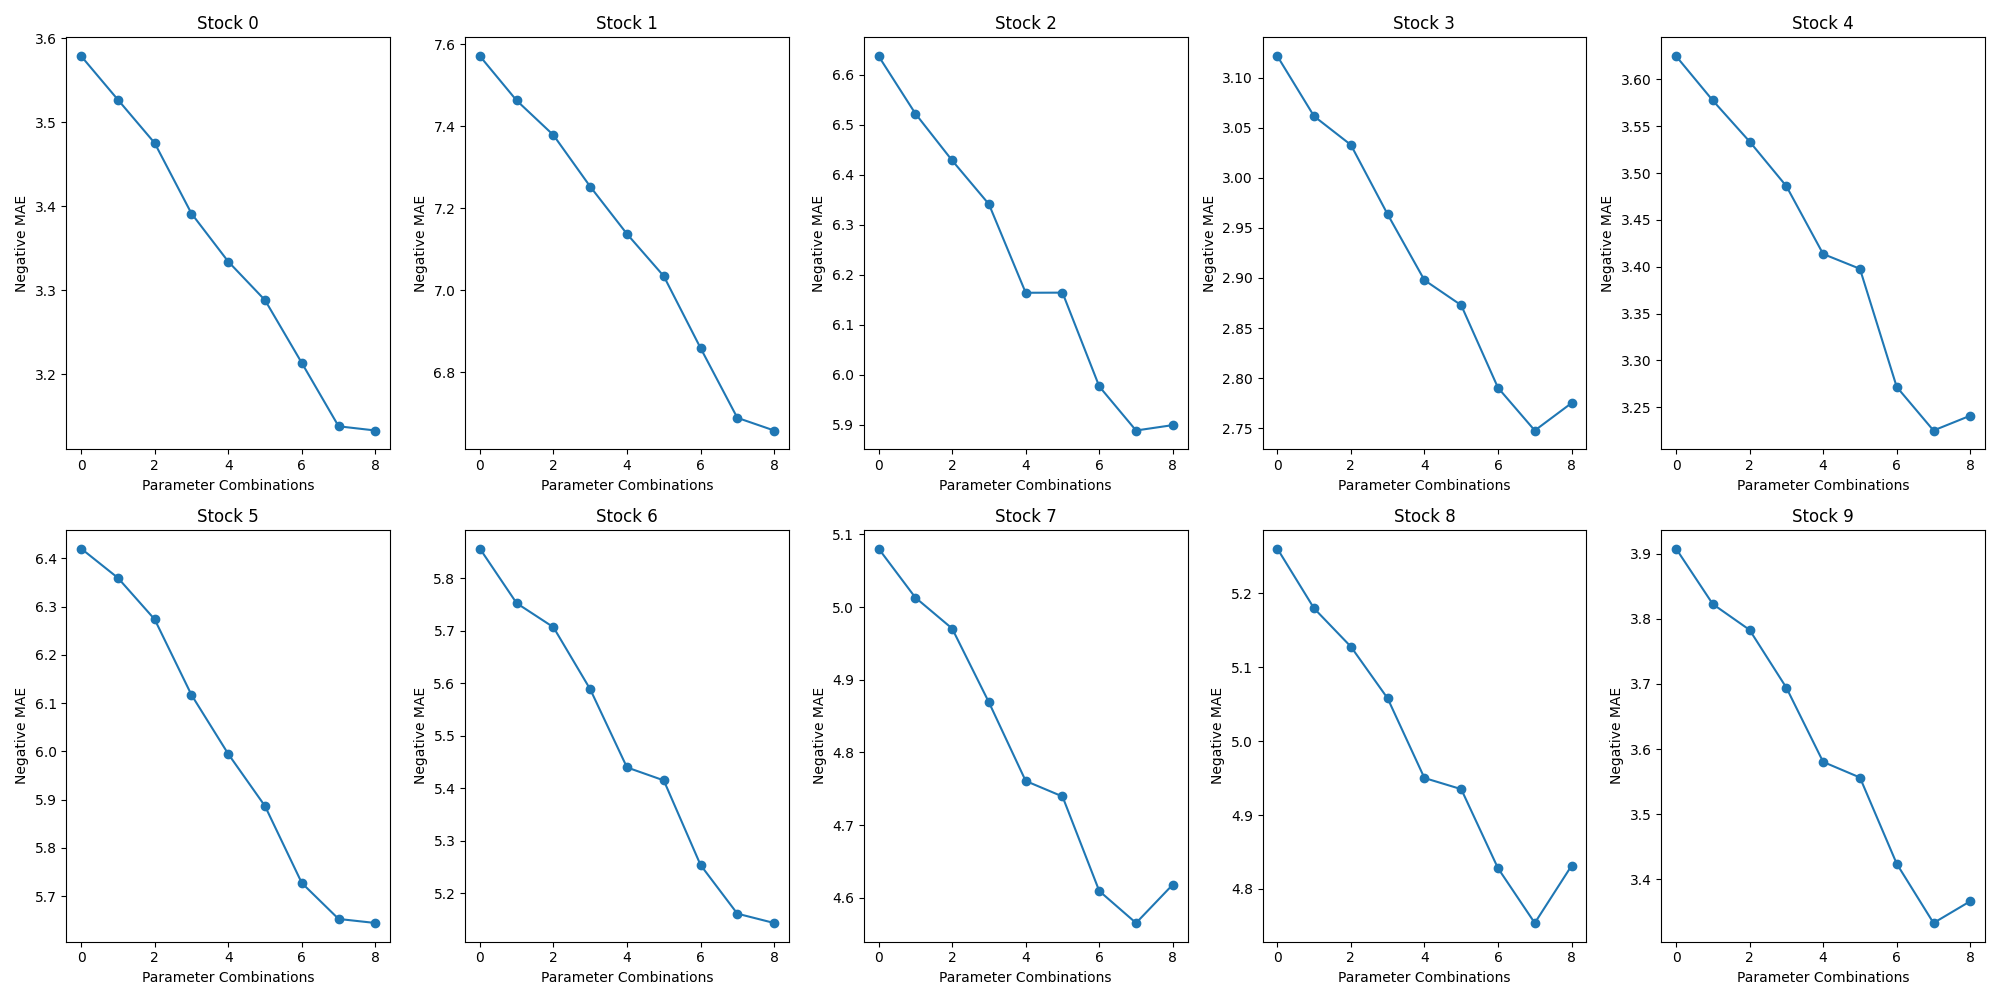 Stock 0
Negative MAE
3.6
3.5
3.4
3.3
3.2
0 2 4 6 8
Parameter Combinations
Stock 1
Negative MAE
7.6
7.4
7.2
7.0
6.8
0 2 4 6 8
Parameter Combinations
Stock 2
Negative MAE
6.6
6.5
6.4
6.3
6.2
6.1
6.0
5.9
0 2 4 6 8
Parameter Combinations
Stock 3
Negative MAE
3.10
3.05
3.00
2.95
2.90
2.85
2.80
2.75
0 2 4 6 8
Parameter Combinations
Stock 4
Negative MAE
3.60
3.55
3.50
3.45
3.40
3.35
3.30
3.25
0 2 4 6 8
Parameter Combinations
Stock 5
Negative MAE
6.4
6.3
6.2
6.1
6.0
5.9
5.8
5.7
0 2 4 6 8
Parameter Combinations
Stock 6
Negative MAE
5.8
5.7
5.6
5.5
5.4
5.3
5.2
0 2 4 6 8
Parameter Combinations
Stock 7
Negative MAE
5.1
5.0
4.9
4.8
4.7
4.6
0 2 4 6 8
Parameter Combinations
Stock 8
Negative MAE
5.2
5.1
5.0
4.9
4.8
0 2 4 6 8
Parameter Combinations
Stock 9
Negative MAE
3.9
3.8
3.7
3.6
3.5
3.4
0 2 4 6 8
Parameter Combinations